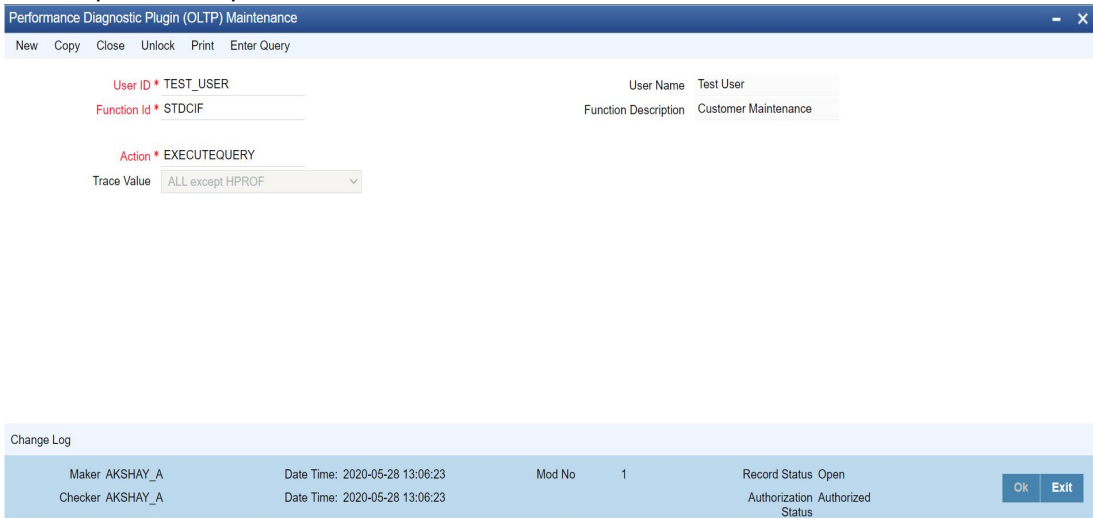 Performance Diagnostic Plugin (OLTP) Maintenance
New Copy Close Unlock Print Enter Query
User ID * TEST_USER User Name Test User
Function Id * STDCIF Function Description Customer Maintenance
Action * EXECUTEQUERY
Trace Value ALL except HPROF
Change Log
Maker AKSHAY_A Date Time: 2020-05-28 13:06:23 Mod No 1 Record Status Open
Checker AKSHAY_A Date Time: 2020-05-28 13:06:23 Authorization Authorized
Status
Ok Exit